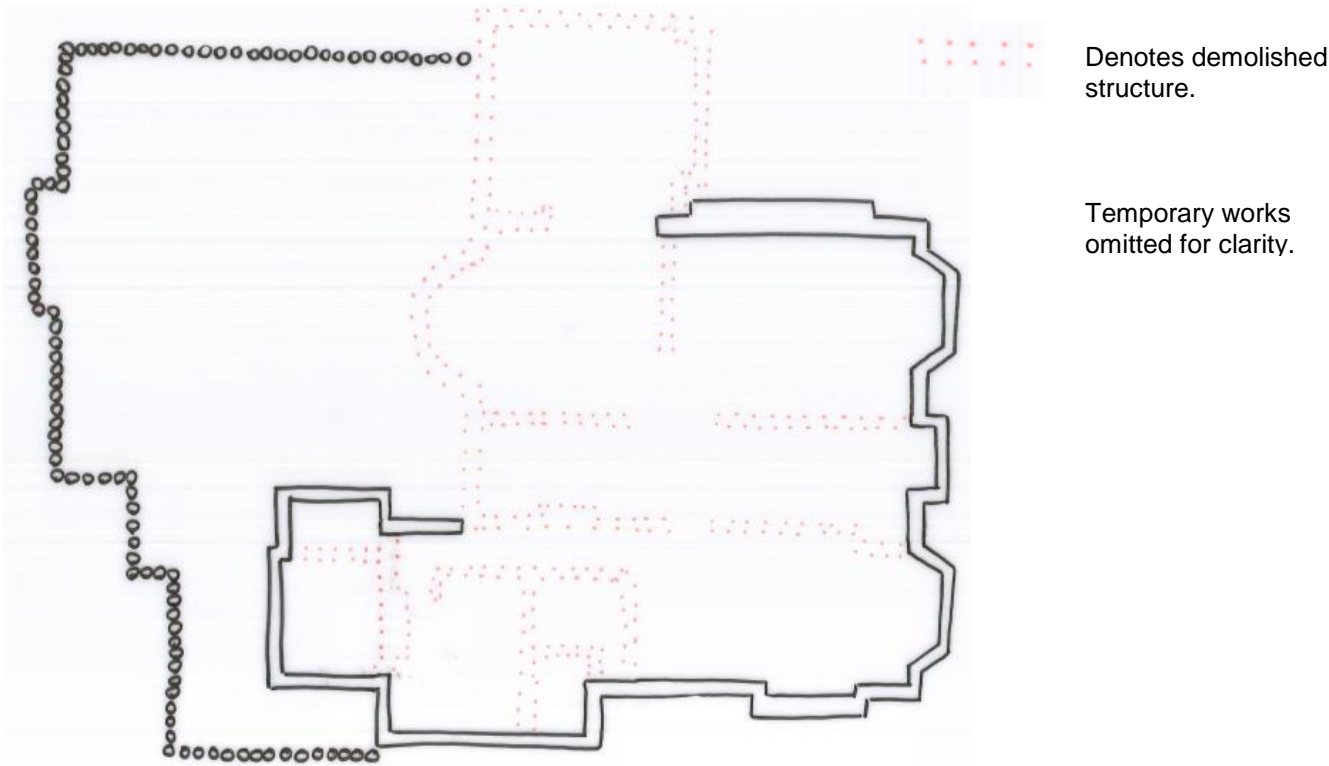 Denotes demolished
structure.
Temporary works
omitted for clarity.